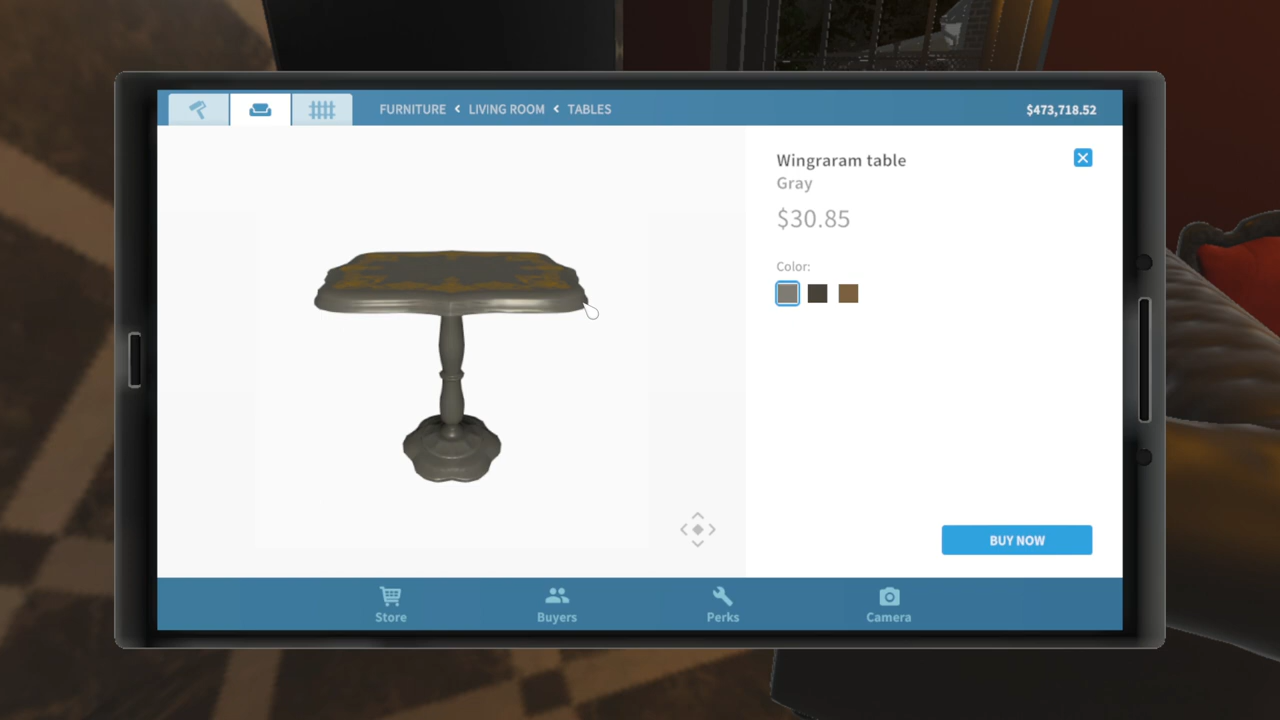 FURNITURE < LIVING ROOM < TABLES
$473,718.52
Wingraram table
Gray
$30.85
Color:
BUY NOW
Store
Buyers
Perks
Camera